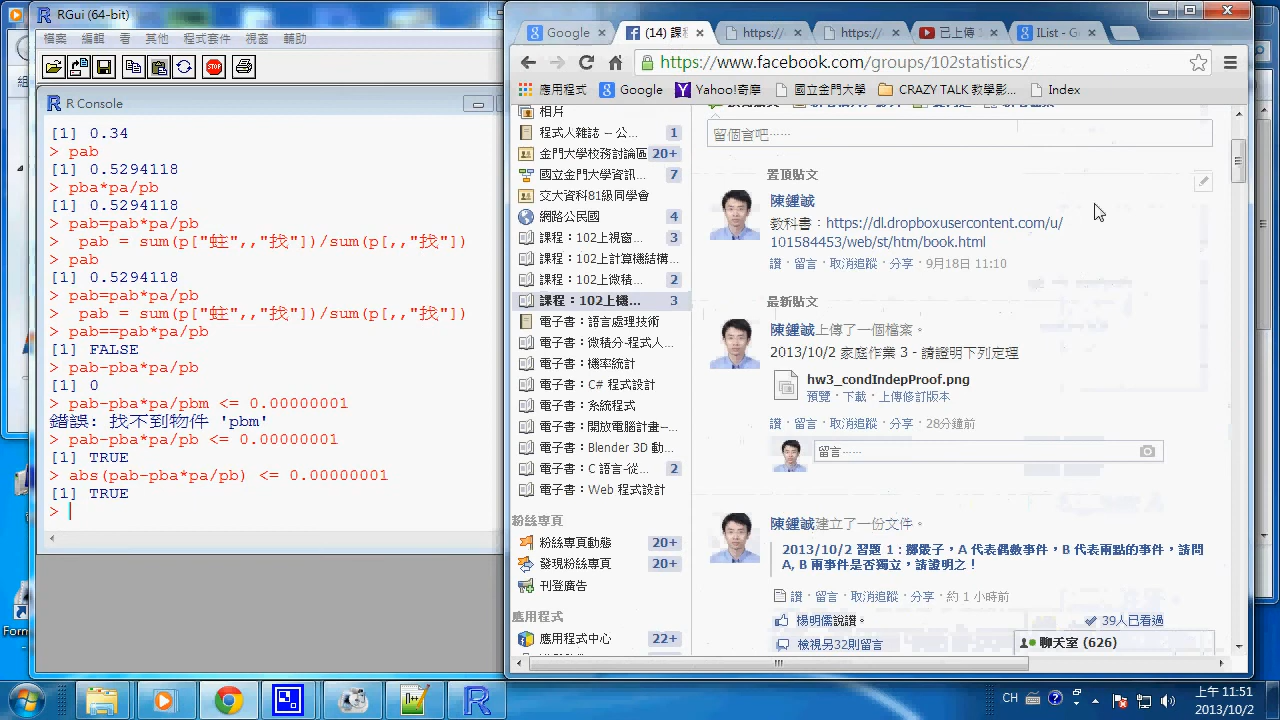 RGui (64-bit)
檔案 編輯 看 其他 程式套件 視窗 輔助
STOP
R Console
[1] 0.34
> pab
[1] 0.5294118
> pba*pa/pb
[1] 0.5294118
> pab=pab*pa/pb
>  pab = sum(p["蛀",,"找"])/sum(p[,,"找"])
> pab
[1] 0.5294118
> pab=pab*pa/pb
>  pab = sum(p["蛀",,"找"])/sum(p[,,"找"])
> pab==pab*pa/pb
[1] FALSE
> pab-pba*pa/pb
[1] 0
> pab-pba*pa/pbm <= 0.00000001
錯誤: 找不到物件 'pbm'
> pab-pba*pa/pb <= 0.00000001
[1] TRUE
> abs(pab-pba*pa/pb) <= 0.00000001
[1] TRUE
>
Google
(14) 課
https:/
https:/
已上傳
IList - G
https://www.facebook.com/groups/102statistics/
應用程式 Google Yahoo!奇摩 國立金門大學 CRAZY TALK 教學影... Index
相片
程式人雜誌 -- 公... 1
金門大學校務討論區 20+
國立金門大學資訊... 7
交大資科81級同學會
網路公民國 4
課程：102上視窗... 3
課程：102上計算機結構...
課程：102上微積... 2
課程：102上機... 3
電子書：語言處理技術
電子書：微積分-程式人...
電子書：機率統計
電子書：C# 程式設計
電子書：系統程式
電子書：開放電腦計畫--...
電子書：Blender 3D 動...
電子書：C 語言-從... 2
電子書：Web 程式設計
粉絲專頁
粉絲專頁動態 20+
發現粉絲專頁 20+
刊登廣告
應用程式
應用程式中心 22+
留個言吧……
置頂貼文
陳鍾誠
教科書：https://dl.dropboxusercontent.com/u/
101584453/web/st/htm/book.html
讚 · 留言 · 取消追蹤 · 分享 · 9月18日 11:10
最新貼文
陳鍾誠上傳了一個檔案。
2013/10/2 家庭作業 3 - 請證明下列定理
hw3_condIndepProof.png
預覽 · 下載 · 上傳修訂版本
讚 · 留言 · 取消追蹤 · 分享 · 28分鐘前
留言……
陳鍾誠建立了一份文件。
2013/10/2 習題 1：擲骰子，A 代表偶數事件，B 代表兩點的事件，請問
A, B 兩事件是否獨立，請證明之！
讚 · 留言 · 取消追蹤 · 分享 · 約 1 小時前
楊明儒說讚。
39人已看過
檢視另32則留言
聊天室 (626)
Form
CH
上午 11:51
2013/10/2